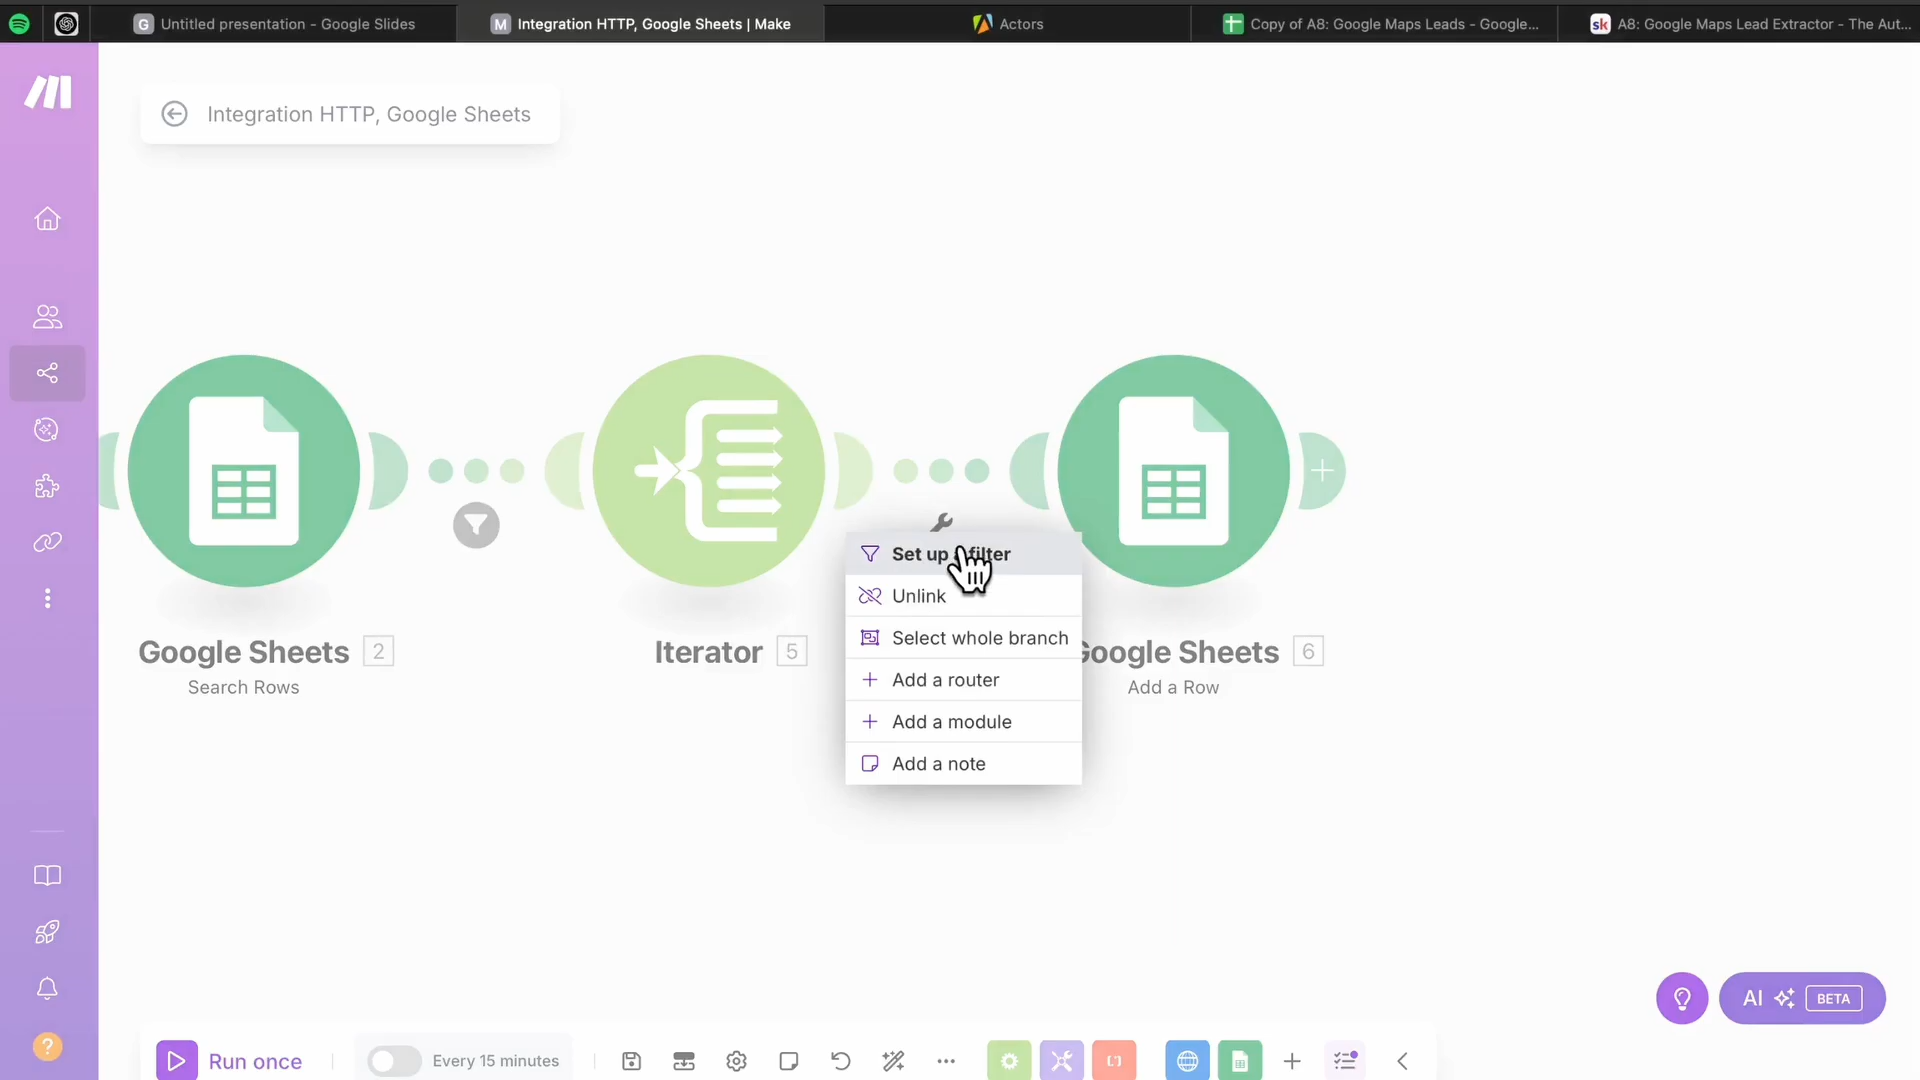 Untitled presentation - Google Slides
Integration HTTP, Google Sheets | Make
Actors
Copy of A8: Google Maps Leads - Google...
A8: Google Maps Lead Extractor - The Aut...
Integration HTTP, Google Sheets
Set up a filter
Unlink
Select whole branch
Add a router
Add a module
Add a note
Google Sheets 2
Search Rows
Iterator 5
Google Sheets 6
Add a Row
AI BETA
Run once
Every 15 minutes